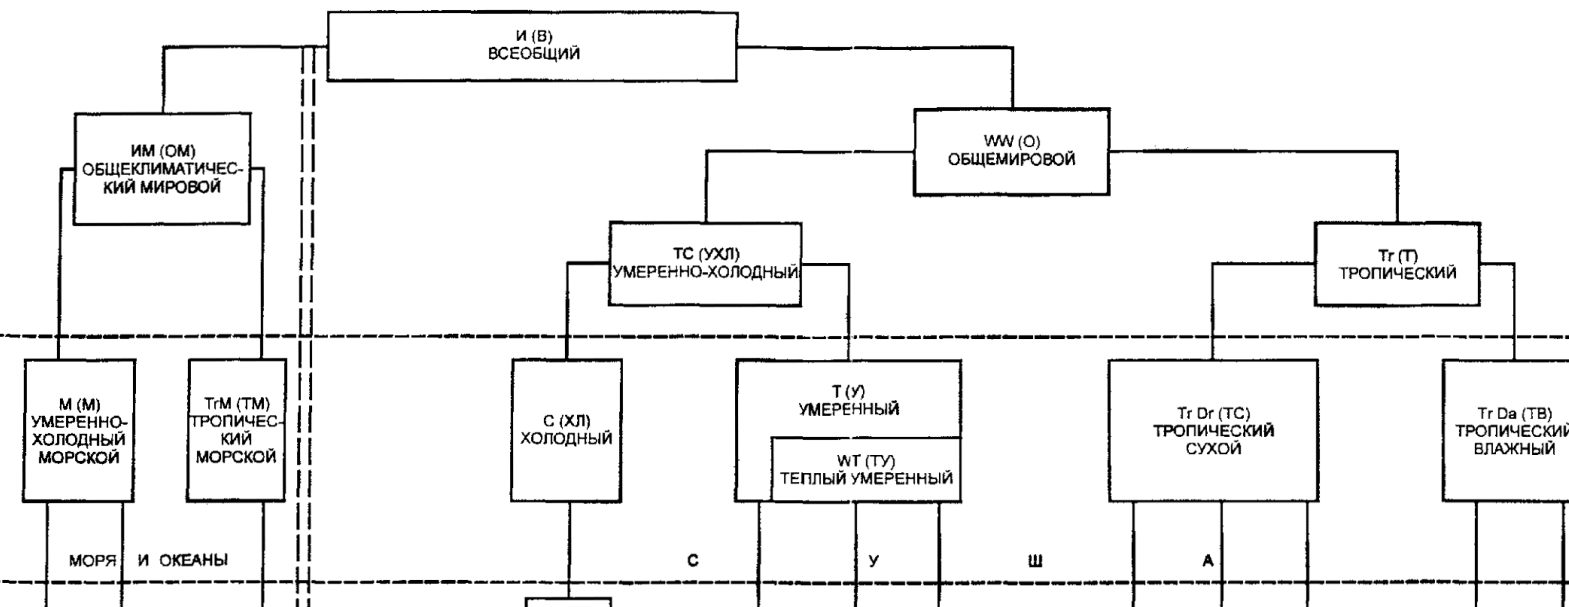 И (В)
ВСЕОБЩИЙ
ИМ (ОМ)
ОБЩЕКЛИМАТИЧЕС-
КИЙ МИРОВОЙ
WW (О)
ОБЩЕМИРОВОЙ
ТС (УХЛ)
УМЕРЕННО-ХОЛОДНЫЙ
Tr (Т)
ТРОПИЧЕСКИЙ
М (М)
УМЕРЕННО-
ХОЛОДНЫЙ
МОРСКОЙ
TrM (ТМ)
ТРОПИЧЕС-
КИЙ
МОРСКОЙ
С (ХЛ)
ХОЛОДНЫЙ
Т (У)
УМЕРЕННЫЙ
WT (ТУ)
ТЕПЛЫЙ УМЕРЕННЫЙ
Tr Dr (ТС)
ТРОПИЧЕСКИЙ
СУХОЙ
Tr Da (ТВ)
ТРОПИЧЕСКИЙ
ВЛАЖНЫЙ
МОРЯ И ОКЕАНЫ
С У Ш А